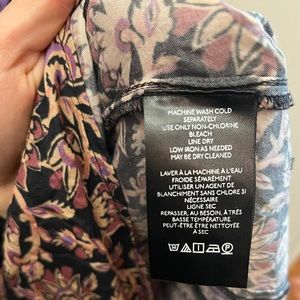 MACHINE WASH COLD
SEPARATELY
USE ONLY NON-CHLORINE
BLEACH
LINE DRY
LOW IRON AS NEEDED
MAY BE DRY CLEANED
LAVER À LA MACHINE À L'EAU
FROIDE SÉPARÉMENT
UTILISER UN AGENT DE
BLANCHIMENT SANS CHLORE SI
NÉCESSAIRE
LIGNE SEC
REPASSER, AU BESOIN, À TRÈS
BASSE TEMPÉRATURE
PEUT-ÊTRE ÊTRE NETTOYÉE
À SEC